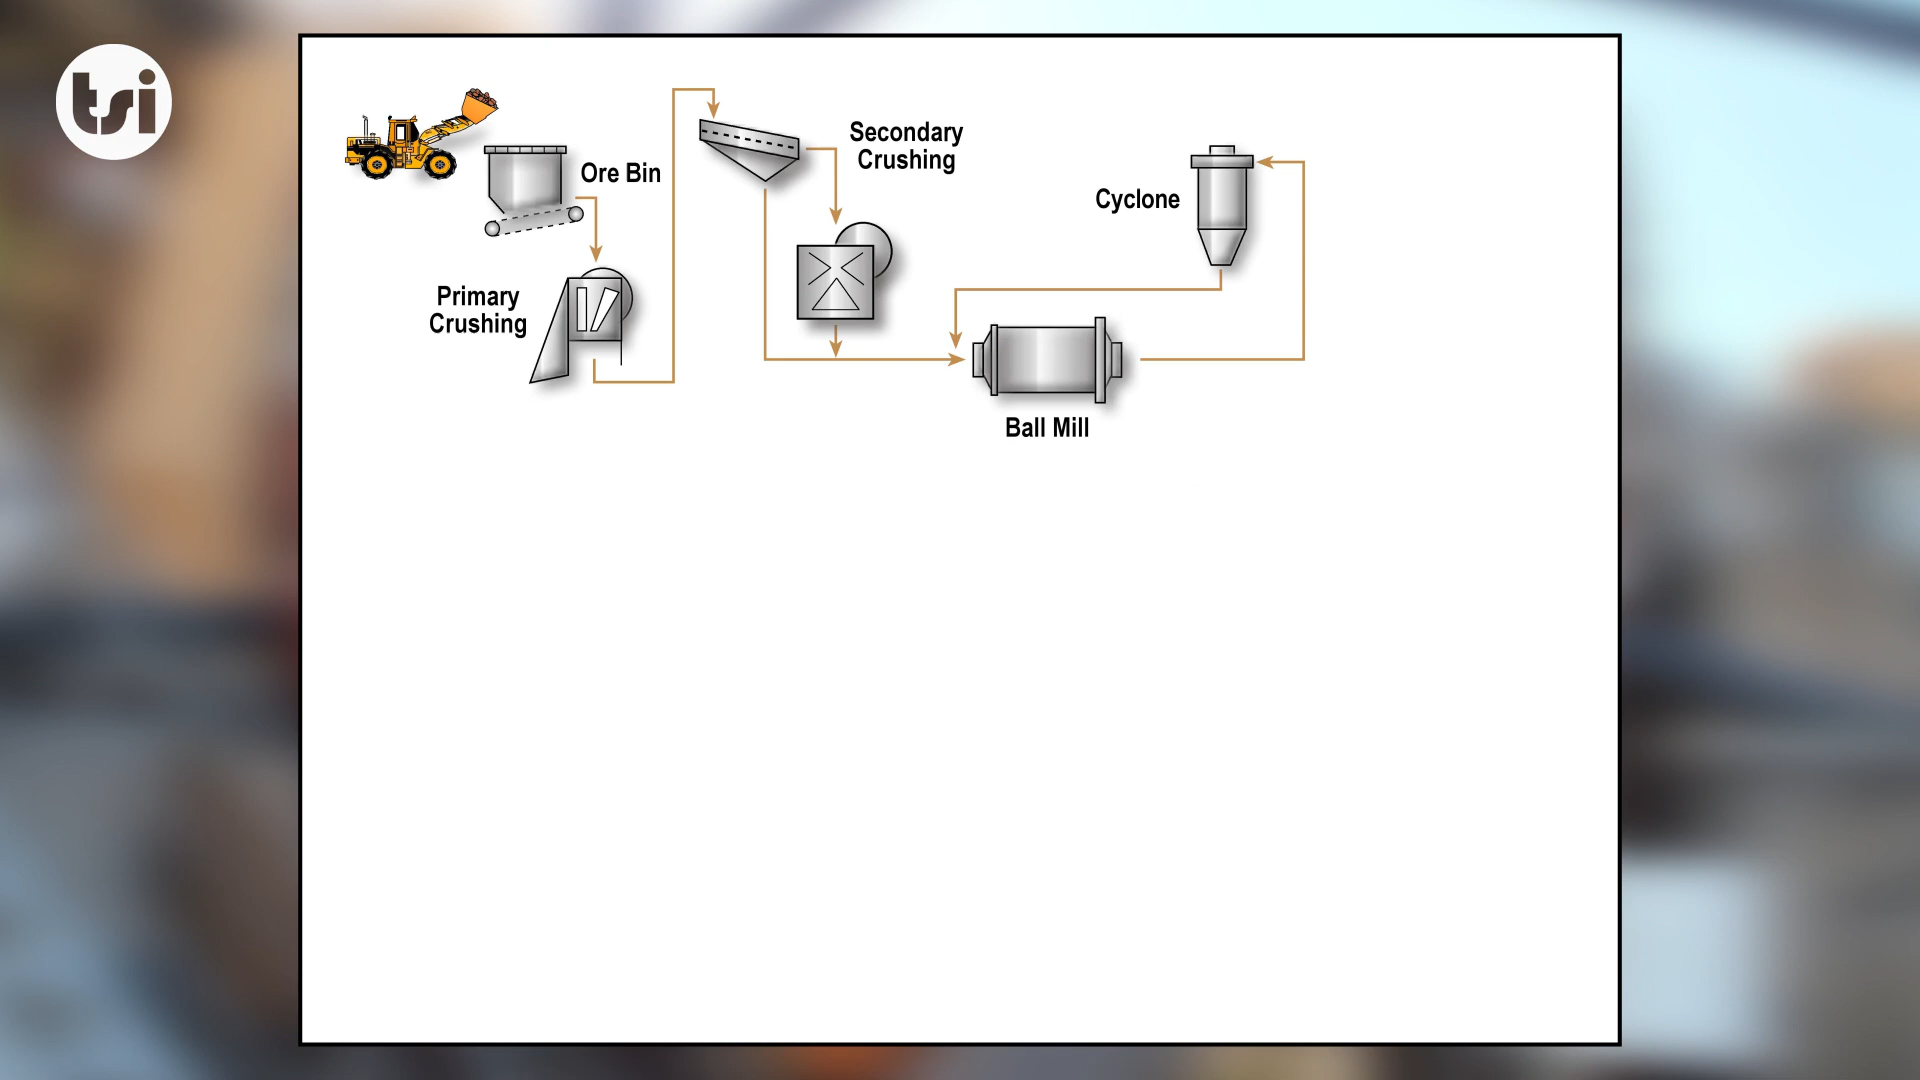 tsi
Ore Bin
Primary
Crushing
Secondary
Crushing
Cyclone
Ball Mill